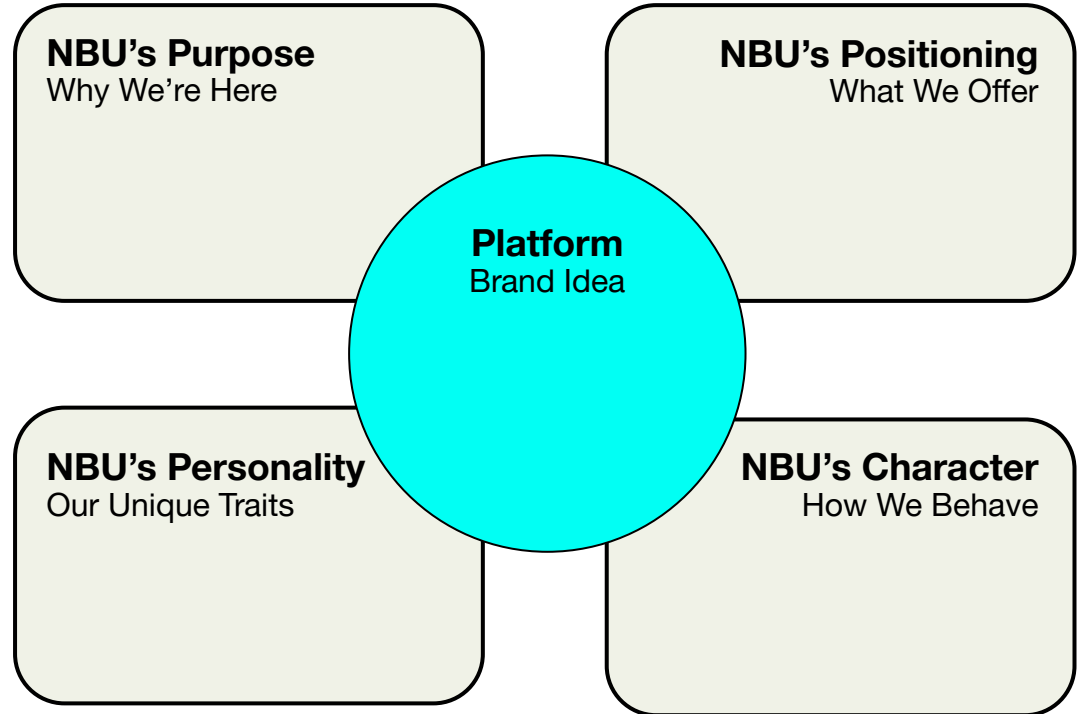 NBU’s Purpose
Why We’re Here
NBU’s Positioning
What We Offer
Platform
Brand Idea
NBU’s Personality
Our Unique Traits
NBU’s Character
How We Behave